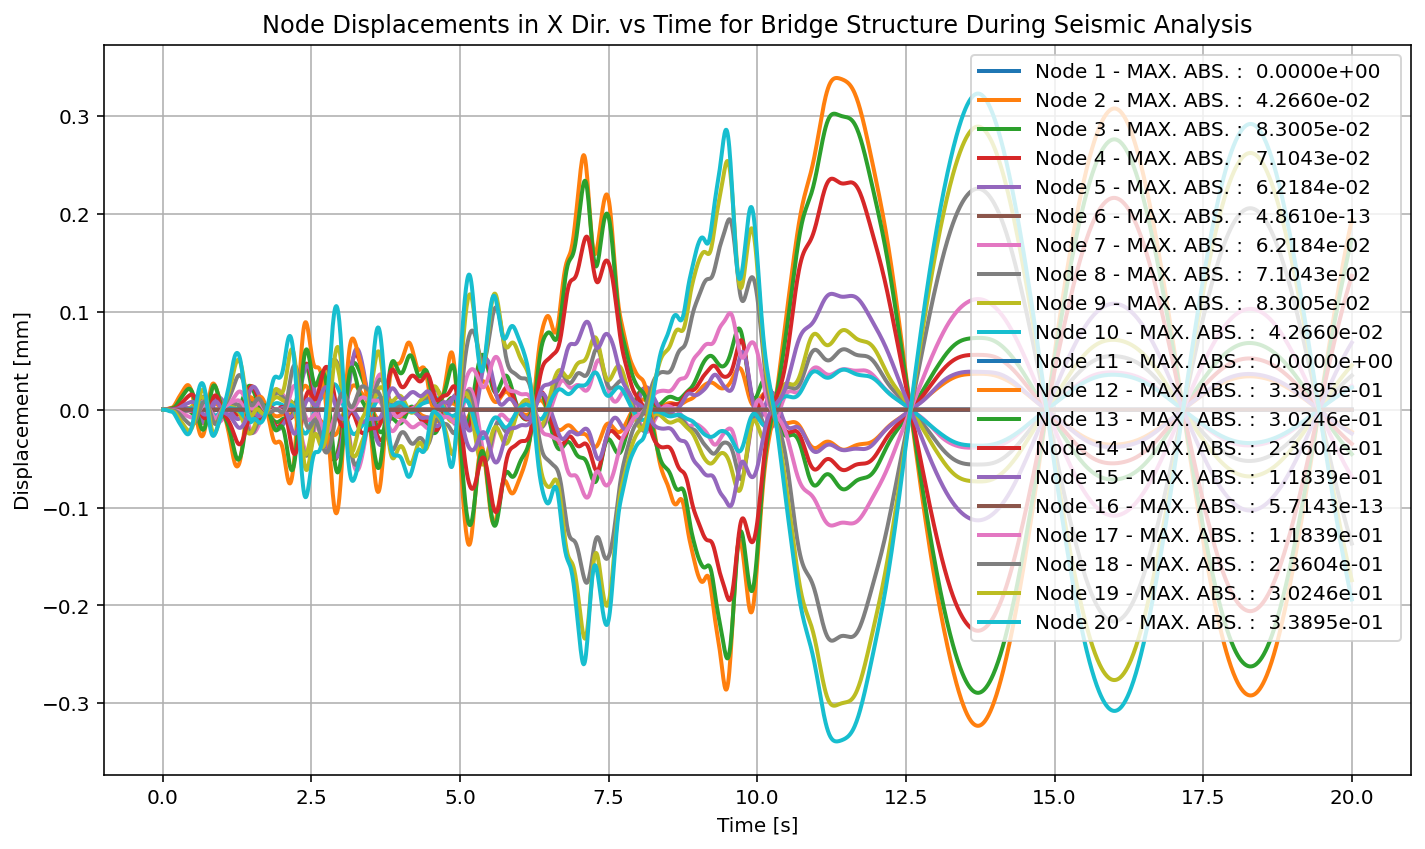 Node Displacements in X Dir. vs Time for Bridge Structure During Seismic Analysis
Node 1 - MAX. ABS. : 0.0000e+00
Node 2 - MAX. ABS. : 4.2660e-02
Node 3 - MAX. ABS. : 8.3005e-02
Node 4 - MAX. ABS. : 7.1043e-02
Node 5 - MAX. ABS. : 6.2184e-02
Node 6 - MAX. ABS. : 4.8610e-13
Node 7 - MAX. ABS. : 6.2184e-02
Node 8 - MAX. ABS. : 7.1043e-02
Node 9 - MAX. ABS. : 8.3005e-02
Node 10 - MAX. ABS. : 4.2660e-02
Node 11 - MAX. ABS. : 0.0000e+00
Node 12 - MAX. ABS. : 3.3895e-01
Node 13 - MAX. ABS. : 3.0246e-01
Node 14 - MAX. ABS. : 2.3604e-01
Node 15 - MAX. ABS. : 1.1839e-01
Node 16 - MAX. ABS. : 5.7143e-13
Node 17 - MAX. ABS. : 1.1839e-01
Node 18 - MAX. ABS. : 2.3604e-01
Node 19 - MAX. ABS. : 3.0246e-01
Node 20 - MAX. ABS. : 3.3895e-01
Displacement [mm]
0.3
0.2
0.1
0.0
−0.1
−0.2
−0.3
0.0 2.5 5.0 7.5 10.0 12.5 15.0 17.5 20.0
Time [s]